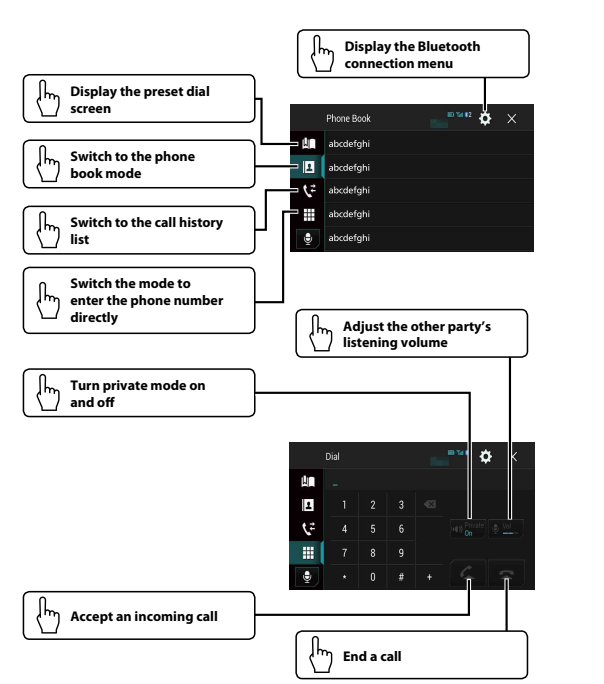 Display the Bluetooth
connection menu
Display the preset dial
screen
Phone Book
2
abcdefghi
Switch to the phone
book mode
abcdefghi
abcdefghi
Switch to the call history
list
abcdefghi
abcdefghi
Switch the mode to
enter the phone number
directly
Adjust the other party's
listening volume
Turn private mode on
and off
Dial
1 2 3
4 5 6
Private
On
Vol
7 8 9
* 0 # +
Accept an incoming call
End a call